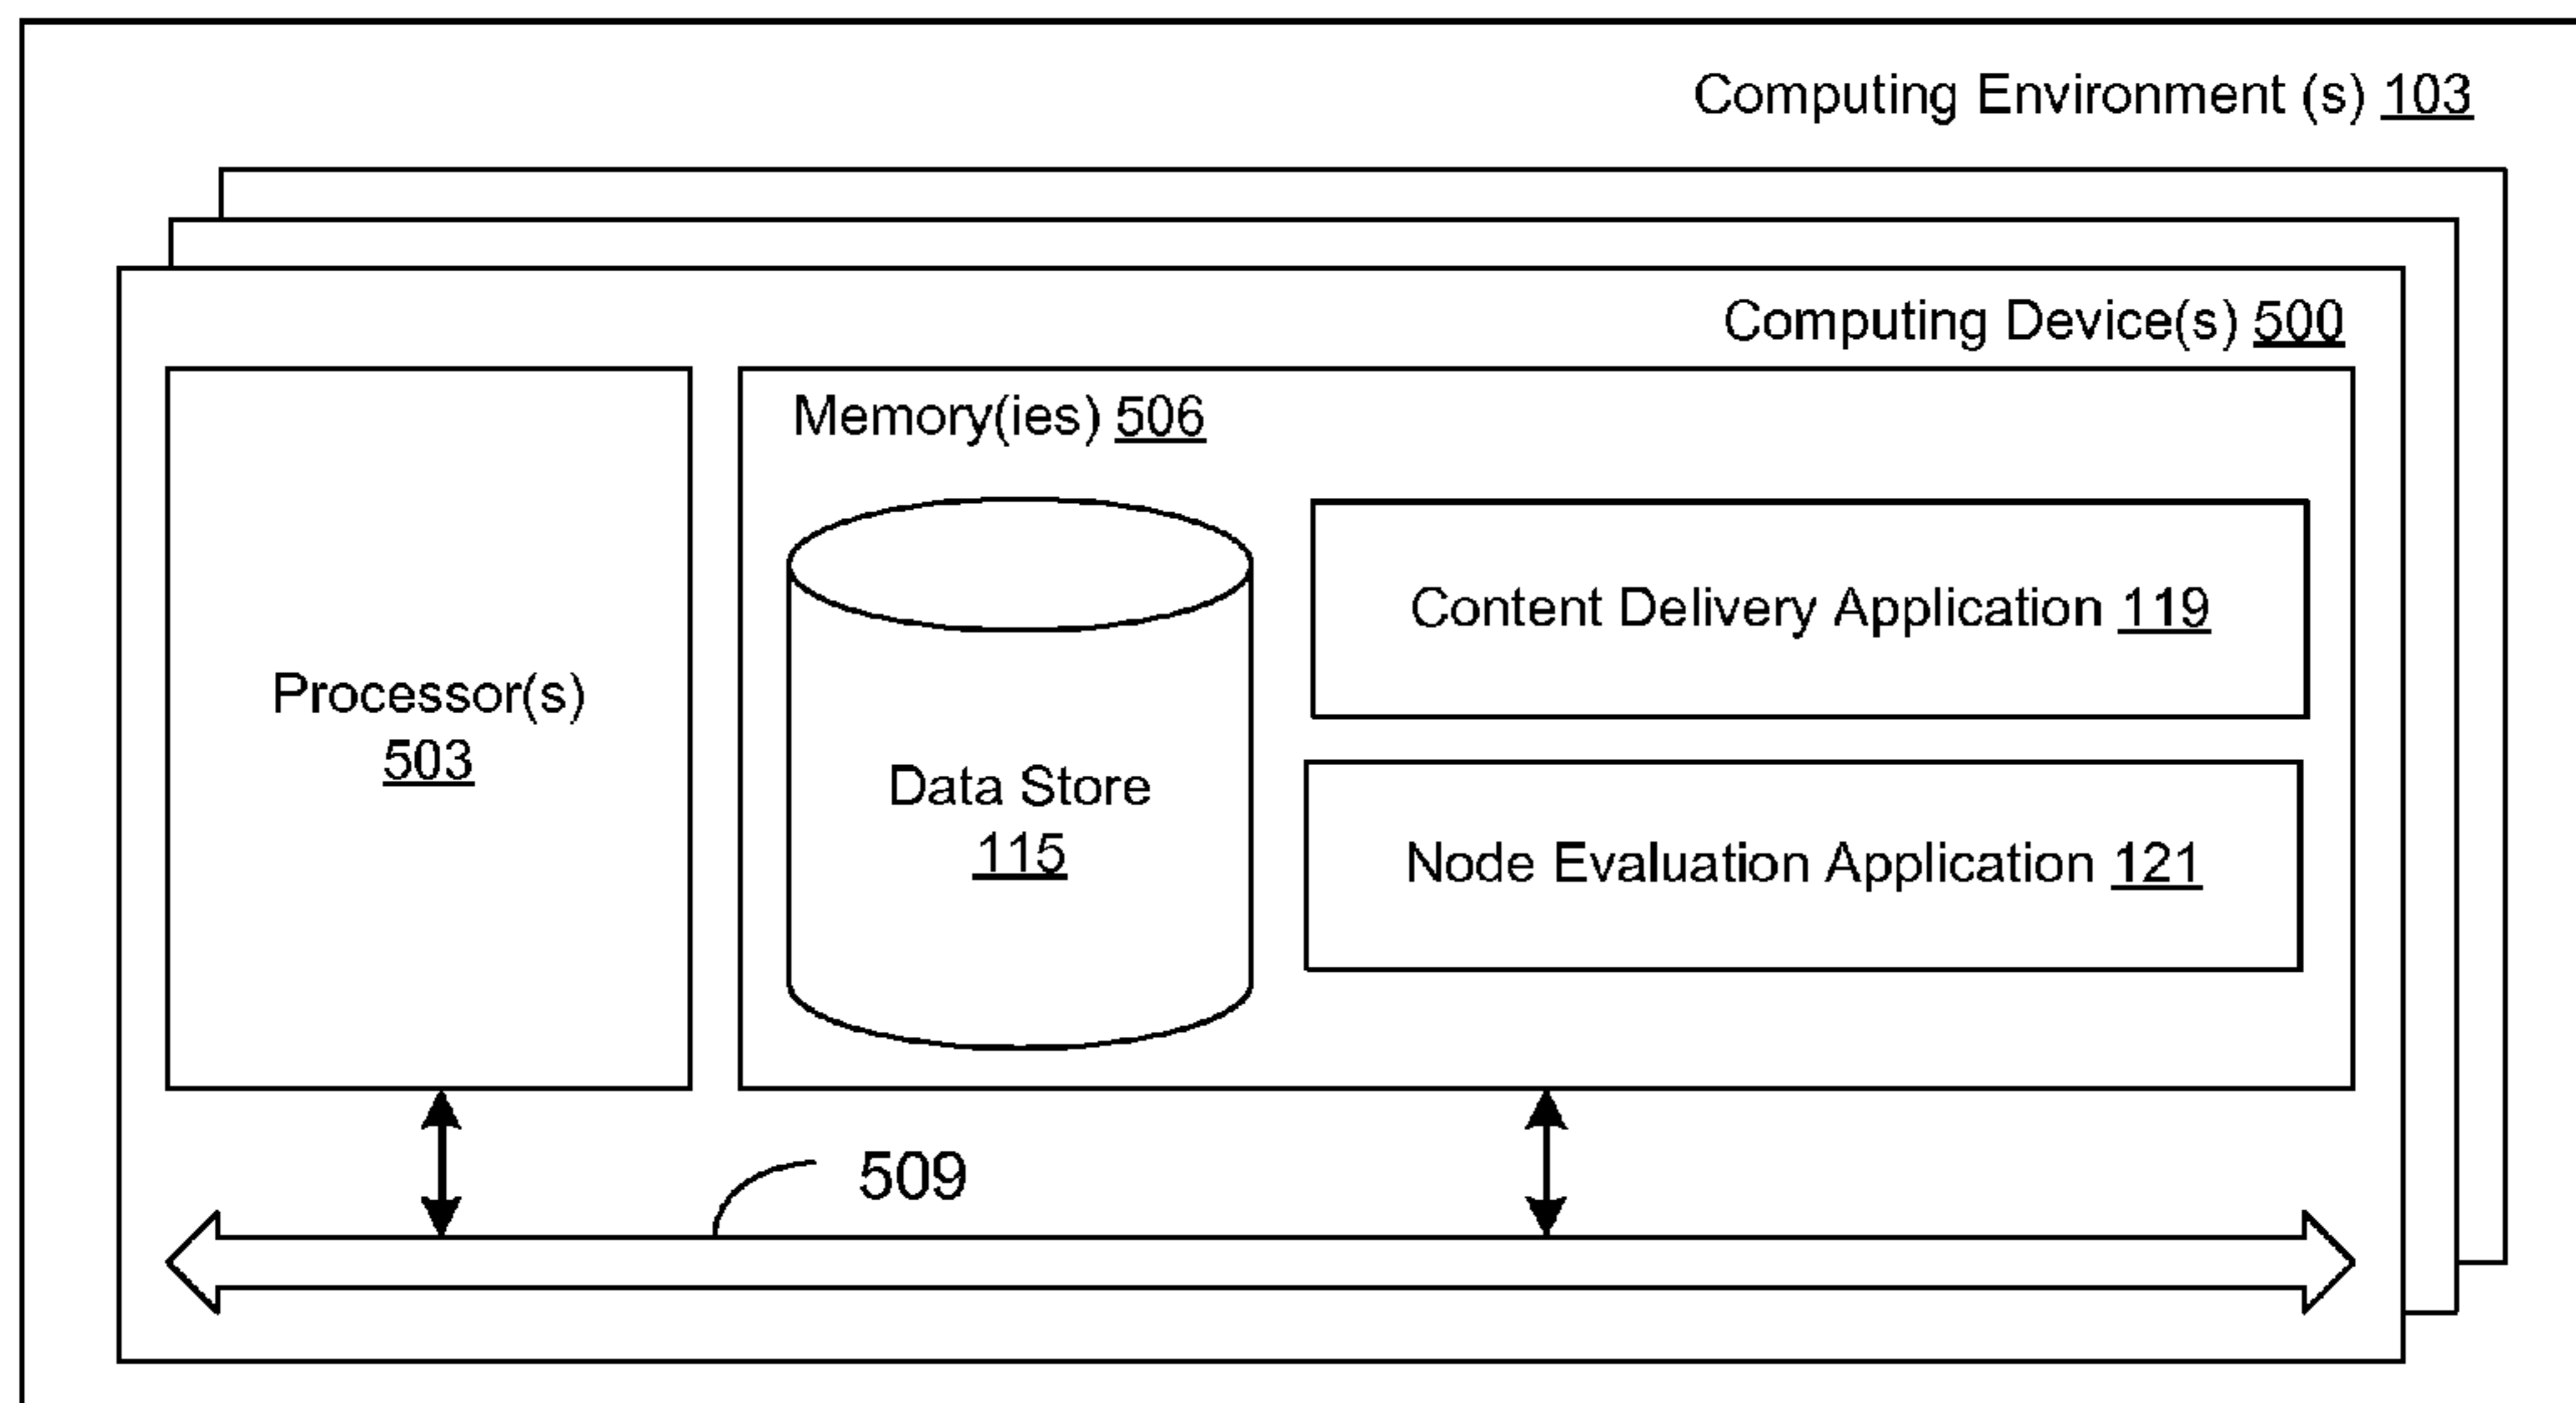 Computing Environment (s) 103
Computing Device(s) 500
Memory(ies) 506
Processor(s)
503
Data Store
115
Content Delivery Application 119
Node Evaluation Application 121
509